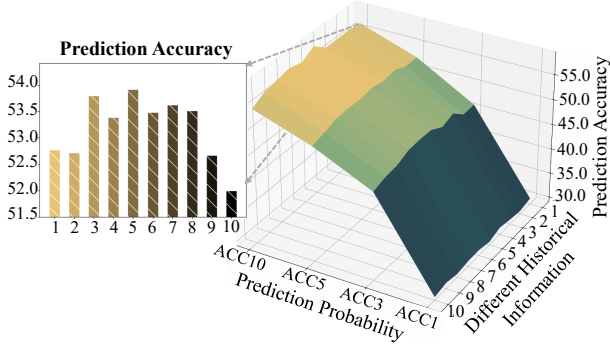 Prediction Accuracy
54.0
53.5
53.0
52.5
52.0
51.5
1 2 3 4 5 6 7 8 9 10
55.0
50.0
45.0
40.0
35.0
30.0
Prediction Accuracy
ACC10 ACC5 ACC3 ACC1
Prediction Probability
10 9 8 7 6 5 4 3 2 1
Different Historical
Information